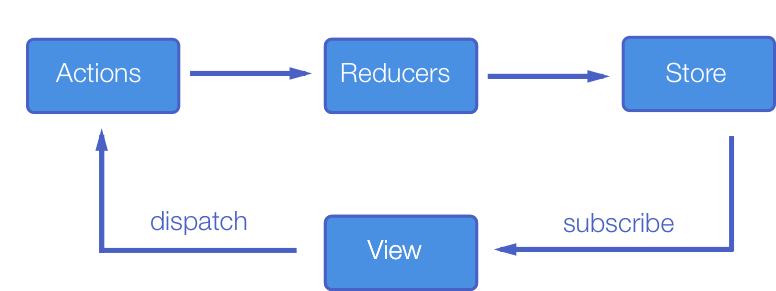 Actions
Reducers
Store
dispatch
View
subscribe